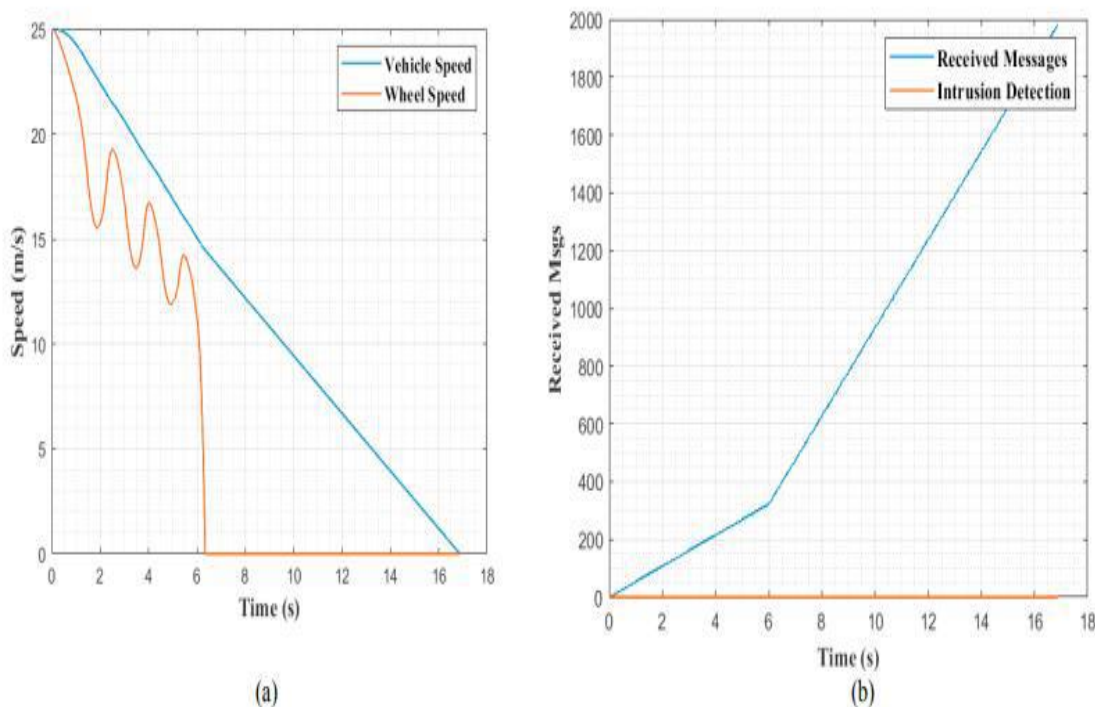 25
20
15
10
5
0
0 2 4 6 8 10 12 14 16 18
Speed (m/s)
Time (s)
Vehicle Speed
Wheel Speed
(a)
2000
1800
1600
1400
1200
1000
800
600
400
200
0
0 2 4 6 8 10 12 14 16 18
Received Msgs
Time (s)
Received Messages
Intrusion Detection
(b)